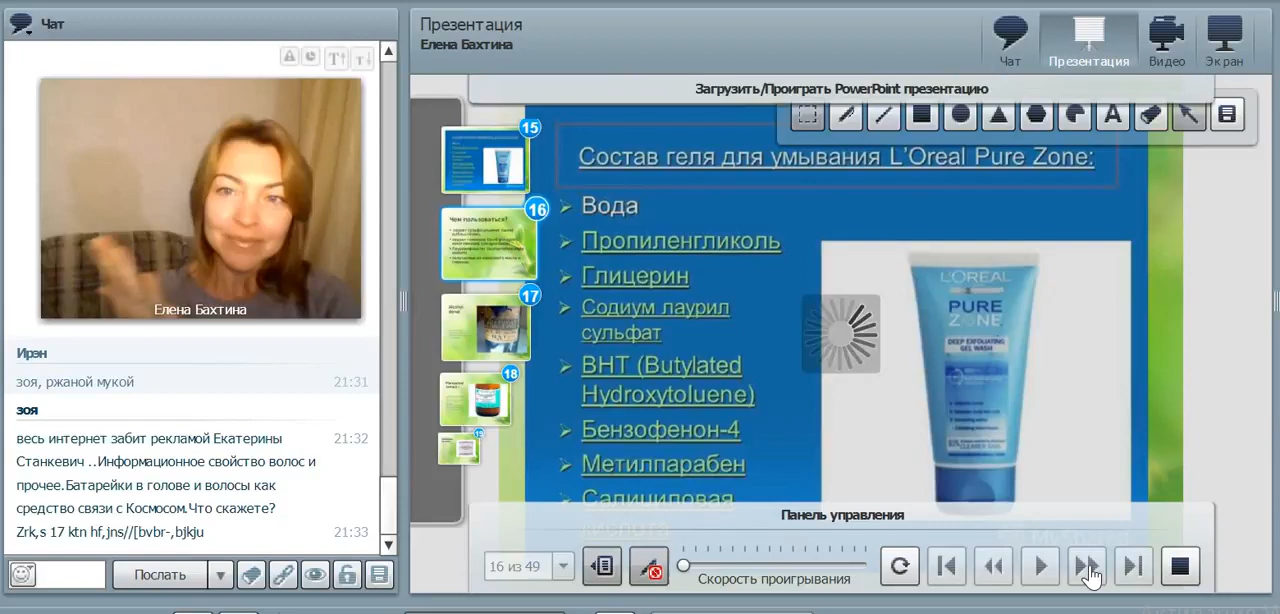 Чат
Елена Бахтина
Ирэн
зоя, ржаной мукой 21:31
зоя
весь интернет забит рекламой Екатерины 21:32
Станкевич ..Информационное свойство волос и
прочее.Батарейки в голове и волосы как
средство связи с Космосом.Что скажете?
Zrk,s 17 ktn hf,jns//[bvbr-,bjkju 21:33
Послать
Презентация
Елена Бахтина
Чат
Презентация
Видео
Экран
Загрузить/Проиграть PowerPoint презентацию
15
16
Чем пользоваться?
17
18
Состав геля для умывания L’Oreal Pure Zone:
Вода
Пропиленгликоль
Глицерин
Содиум лаурил
сульфат
BHT (Butylated
Hydroxytoluene)
Бензофенон-4
Метилпарабен
Салициловая
кислота
L'OREAL
PURE
ZONE
DEEP EXFOLIATING
GEL WASH
Панель управления
16 из 49
Скорость проигрывания